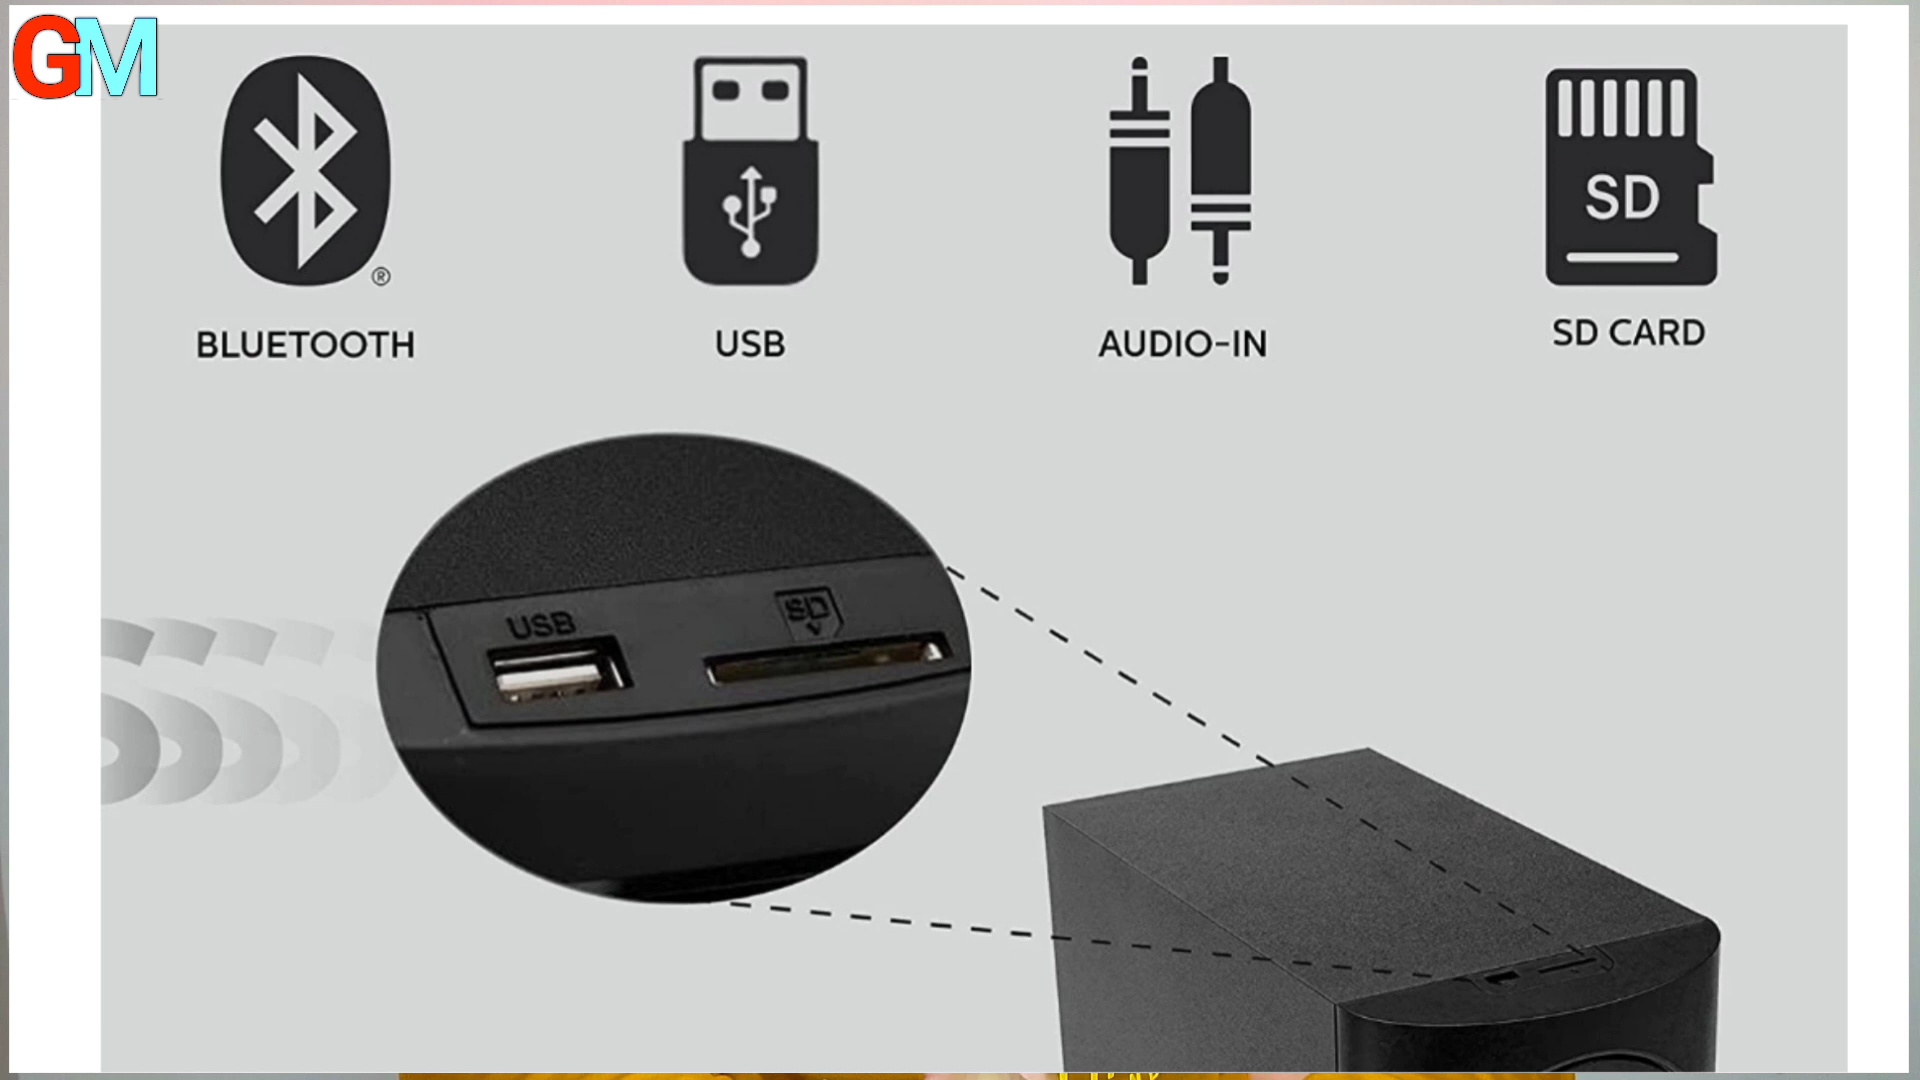 GM
®
BLUETOOTH
USB
AUDIO-IN
SD
SD CARD
USB
SD